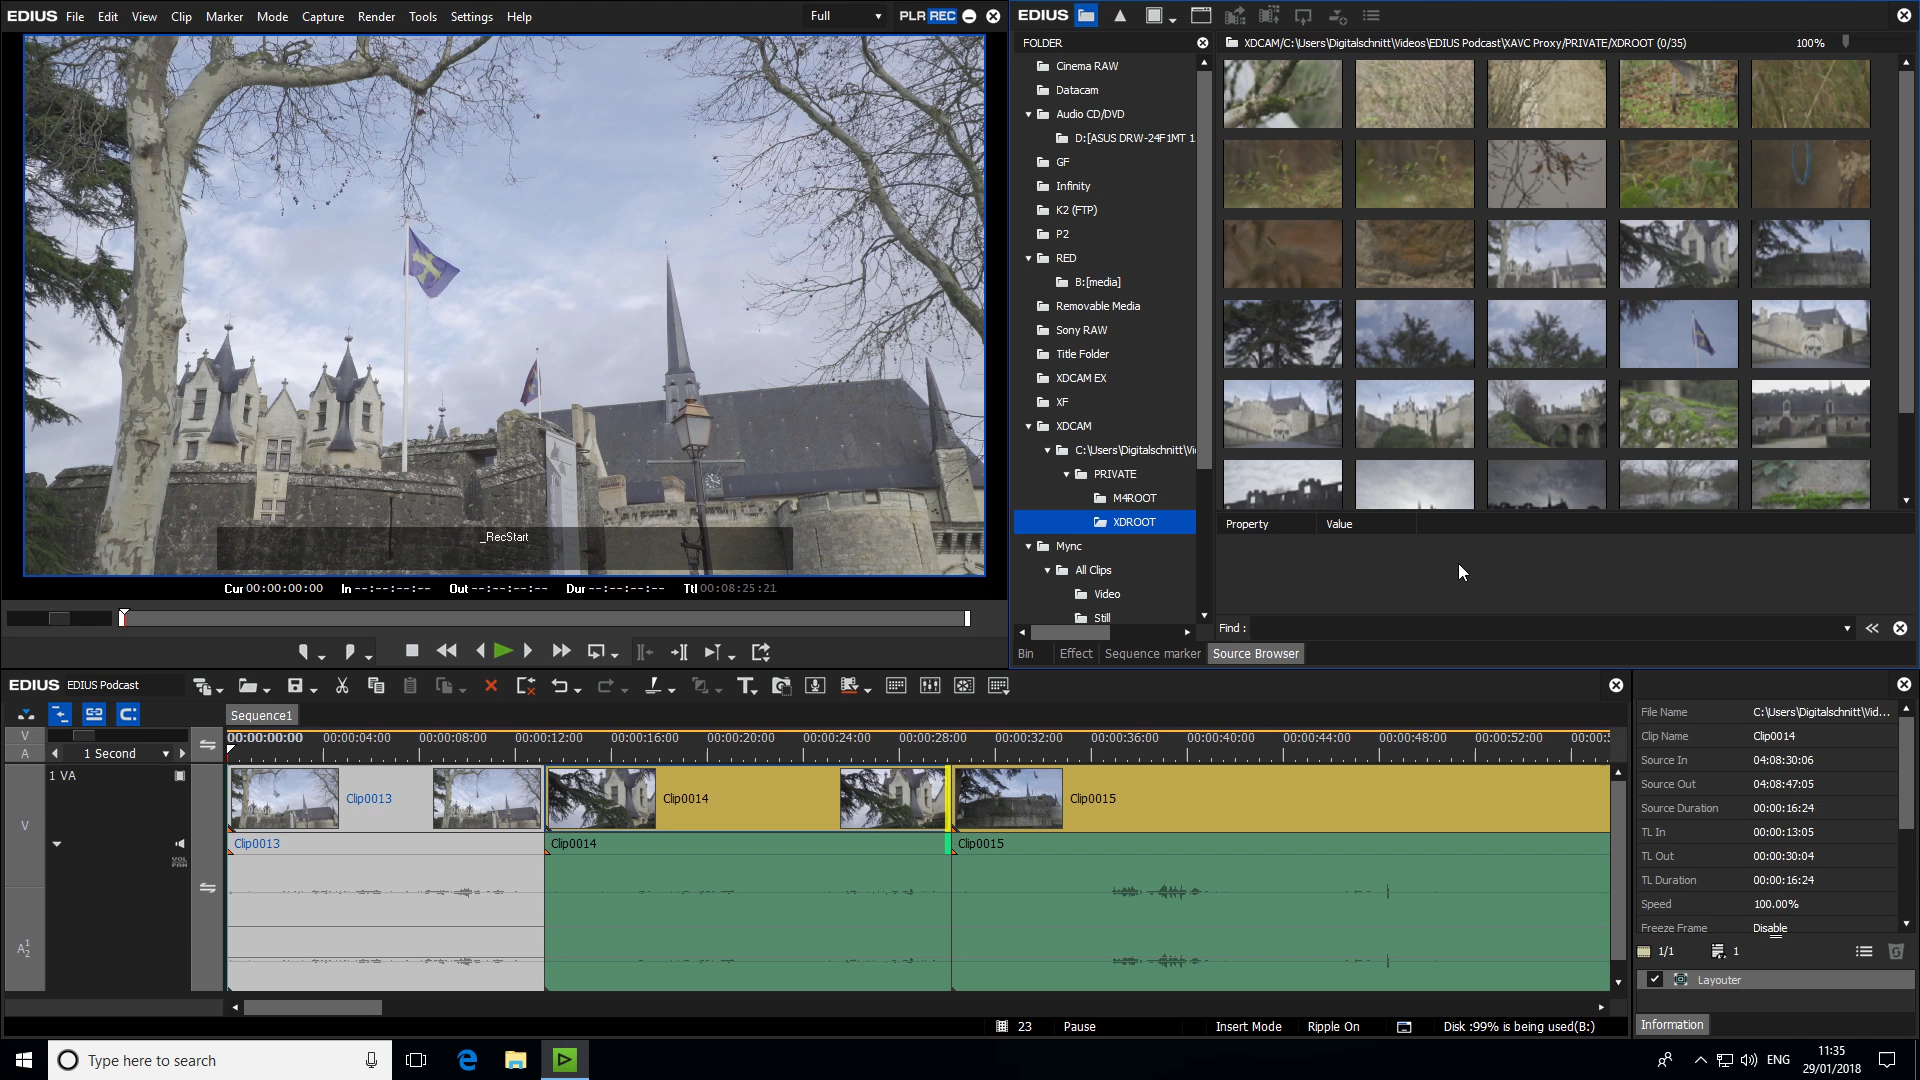 EDIUS File Edit View Clip Marker Mode Capture Render Tools Settings Help
Full
PLR REC
_RecStart
Cur 00:00:00:00 In --:--:--:-- Out --:--:--:-- Dur --:--:--:-- Ttl 00:08:25:21
EDIUS
FOLDER
Cinema RAW
Datacam
Audio CD/DVD
D:[ASUS DRW-24F1MT 1
GF
Infinity
K2 (FTP)
P2
RED
B:[media]
Removable Media
Sony RAW
Title Folder
XDCAM EX
XF
XDCAM
C:\Users\Digitalschnitt\Vi
PRIVATE
M4ROOT
XDROOT
Mync
All Clips
Video
Still
XDCAM/C:\Users\Digitalschnitt\Videos\EDIUS Podcast\XAVC Proxy/PRIVATE/XDROOT (0/35)
100%
Property Value
Find :
Bin Effect Sequence marker Source Browser
EDIUS EDIUS Podcast
Sequence1
V
A
1 Second
00:00:00:00 00:00:04:00 00:00:08:00 00:00:12:00 00:00:16:00 00:00:20:00 00:00:24:00 00:00:28:00 00:00:32:00 00:00:36:00 00:00:40:00 00:00:44:00 00:00:48:00 00:00:52:00
1 VA
V
VOL
PAN
A 1 2
Clip0013 Clip0014 Clip0015
Clip0013 Clip0014 Clip0015
23 Pause Insert Mode Ripple On Disk :99% is being used(B:)
File Name C:\Users\Digitalschnitt\Vid...
Clip Name Clip0014
Source In 04:08:30:06
Source Out 04:08:47:05
Source Duration 00:00:16:24
TL In 00:00:13:05
TL Out 00:00:30:04
TL Duration 00:00:16:24
Speed 100.00%
Freeze Frame Disable
1/1 1
Layouter
Information
Type here to search
ENG
11:35
29/01/2018